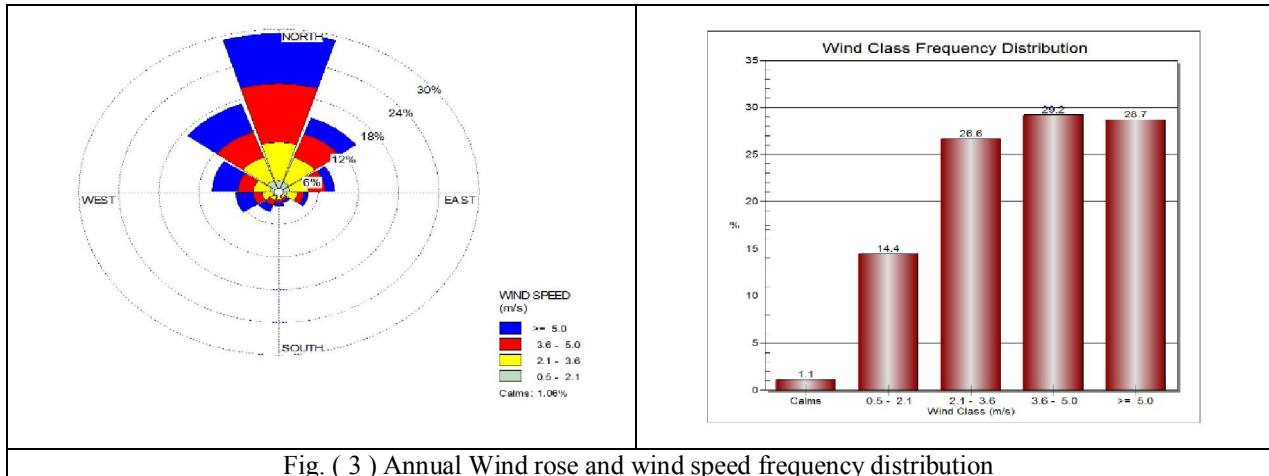 NORTH
30%
24%
18%
12%
6%
WEST
EAST
SOUTH
WIND SPEED
(m/s)
>= 5.0
3.6 - 5.0
2.1 - 3.6
0.5 - 2.1
Calms: 1.06%
Wind Class Frequency Distribution
35
30
25
20
15
10
5
0
%
1.1
14.4
26.6
29.2
28.7
Calms
0.5 - 2.1
2.1 - 3.6
3.6 - 5.0
>= 5.0
Wind Class (m/s)
Fig. ( 3 ) Annual Wind rose and wind speed frequency distribution